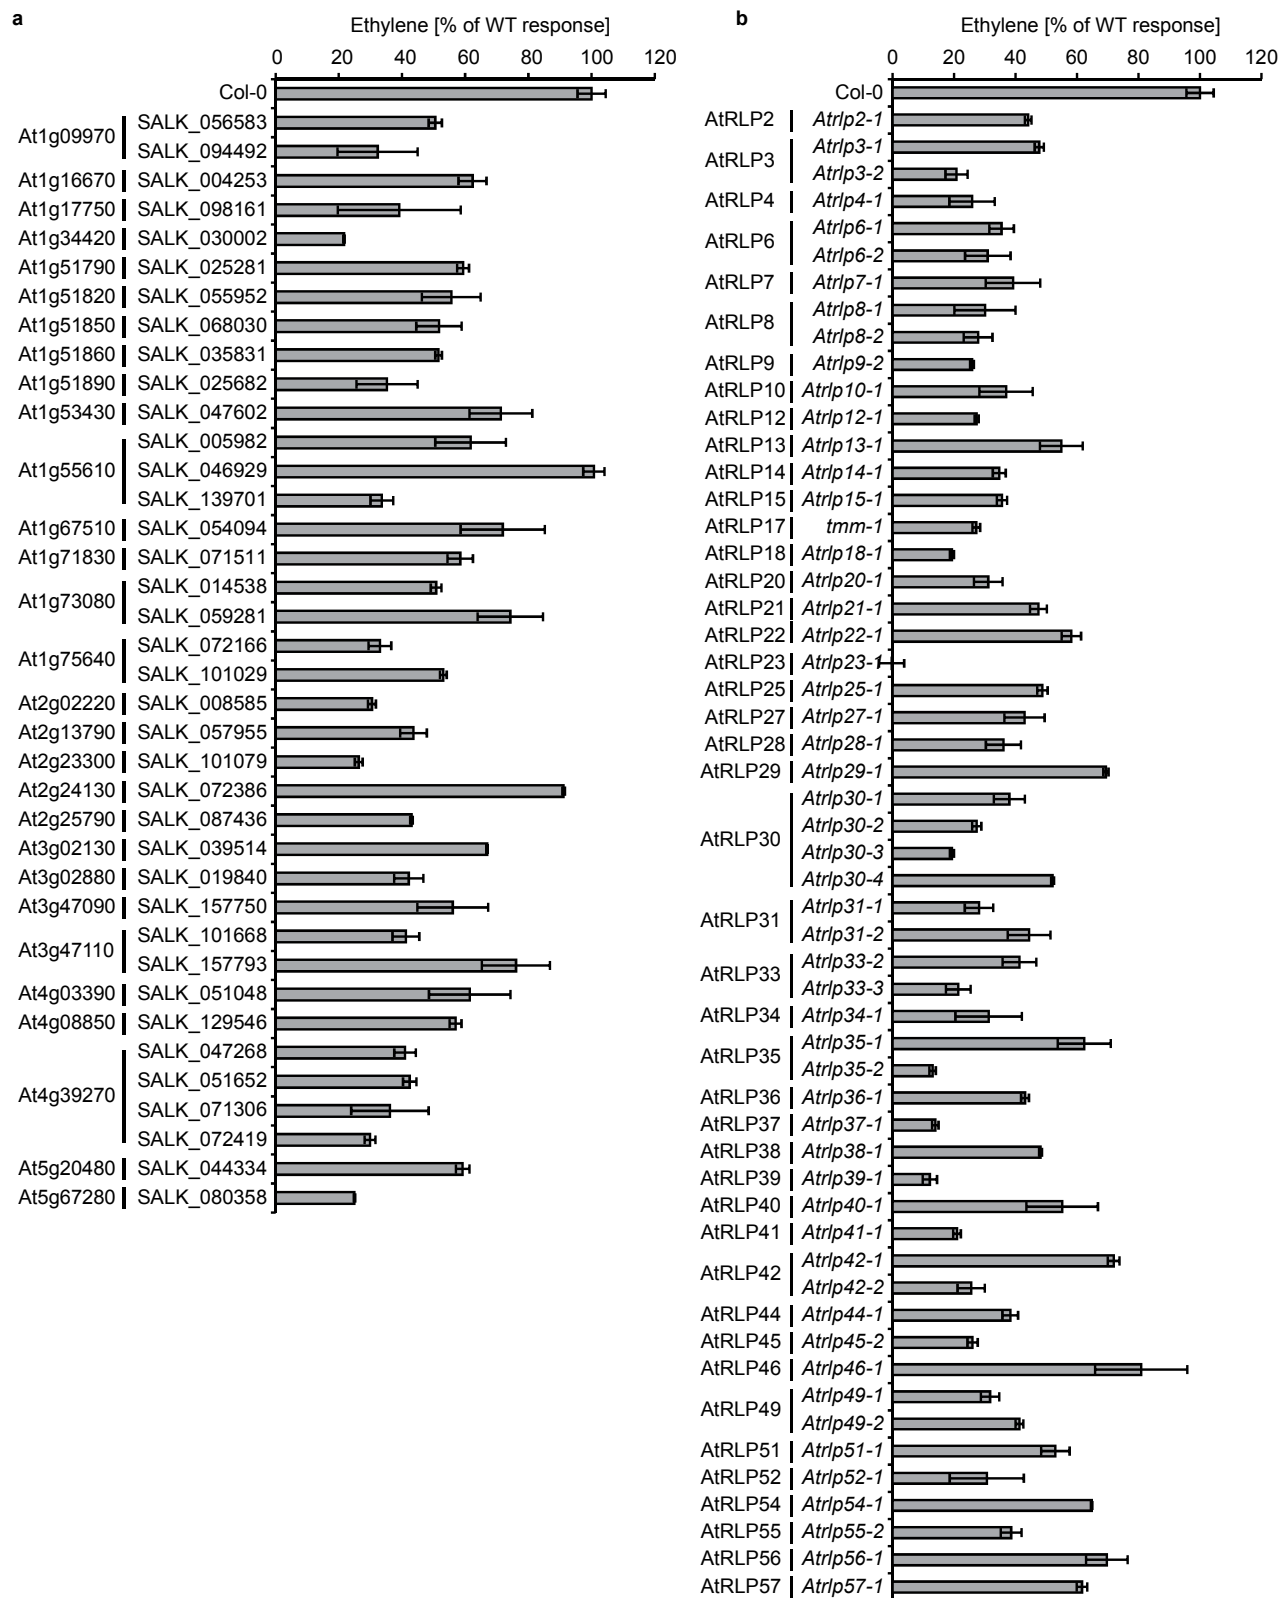 a
Ethylene [% of WT response]
0 20 40 60 80 100 120
Col-0
At1g09970 SALK_056583
SALK_094492
At1g16670 SALK_004253
At1g17750 SALK_098161
At1g34420 SALK_030002
At1g51790 SALK_025281
At1g51820 SALK_055952
At1g51850 SALK_068030
At1g51860 SALK_035831
At1g51890 SALK_025682
At1g53430 SALK_047602
At1g55610 SALK_005982
SALK_046929
SALK_139701
At1g67510 SALK_054094
At1g71830 SALK_071511
At1g73080 SALK_014538
SALK_059281
At1g75640 SALK_072166
SALK_101029
At2g02220 SALK_008585
At2g13790 SALK_057955
At2g23300 SALK_101079
At2g24130 SALK_072386
At2g25790 SALK_087436
At3g02130 SALK_039514
At3g02880 SALK_019840
At3g47090 SALK_157750
At3g47110 SALK_101668
SALK_157793
At4g03390 SALK_051048
At4g08850 SALK_129546
At4g39270 SALK_047268
SALK_051652
SALK_071306
SALK_072419
At5g20480 SALK_044334
At5g67280 SALK_080358
b
Ethylene [% of WT response]
0 20 40 60 80 100 120
Col-0
AtRLP2 Atrlp2-1
AtRLP3 Atrlp3-1
Atrlp3-2
AtRLP4 Atrlp4-1
AtRLP6 Atrlp6-1
Atrlp6-2
AtRLP7 Atrlp7-1
AtRLP8 Atrlp8-1
Atrlp8-2
AtRLP9 Atrlp9-2
AtRLP10 Atrlp10-1
AtRLP12 Atrlp12-1
AtRLP13 Atrlp13-1
AtRLP14 Atrlp14-1
AtRLP15 Atrlp15-1
AtRLP17 tmm-1
AtRLP18 Atrlp18-1
AtRLP20 Atrlp20-1
AtRLP21 Atrlp21-1
AtRLP22 Atrlp22-1
AtRLP23 Atrlp23-1
AtRLP25 Atrlp25-1
AtRLP27 Atrlp27-1
AtRLP28 Atrlp28-1
AtRLP29 Atrlp29-1
AtRLP30 Atrlp30-1
Atrlp30-2
Atrlp30-3
Atrlp30-4
AtRLP31 Atrlp31-1
Atrlp31-2
AtRLP33 Atrlp33-2
Atrlp33-3
AtRLP34 Atrlp34-1
AtRLP35 Atrlp35-1
Atrlp35-2
AtRLP36 Atrlp36-1
AtRLP37 Atrlp37-1
AtRLP38 Atrlp38-1
AtRLP39 Atrlp39-1
AtRLP40 Atrlp40-1
AtRLP41 Atrlp41-1
AtRLP42 Atrlp42-1
Atrlp42-2
AtRLP44 Atrlp44-1
AtRLP45 Atrlp45-2
AtRLP46 Atrlp46-1
AtRLP49 Atrlp49-1
Atrlp49-2
AtRLP51 Atrlp51-1
AtRLP52 Atrlp52-1
AtRLP54 Atrlp54-1
AtRLP55 Atrlp55-2
AtRLP56 Atrlp56-1
AtRLP57 Atrlp57-1